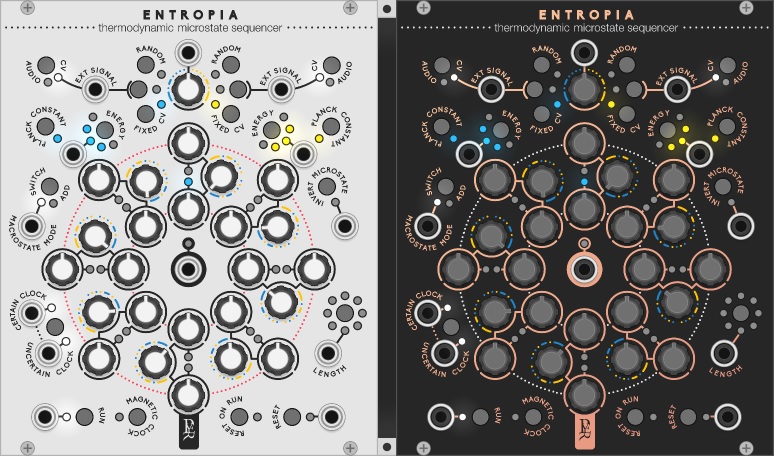 ENTROPIA
thermodynamic microstate sequencer
AUDIO
CV
EXT SIGNAL
RANDOM
RANDOM
EXT SIGNAL
CV
AUDIO
FIXED CV
FIXED CV
PLANCK CONSTANT
ENERGY
ENERGY
PLANCK CONSTANT
SWITCH
ADD
MACROSTATE MODE
INVERT MICROSTATE
CERTAIN CLOCK
UNCERTAIN CLOCK
LENGTH
RUN
MAGNETIC CLOCK
RESET ON RUN
RESET
ENTROPIA
thermodynamic microstate sequencer
AUDIO
CV
EXT SIGNAL
RANDOM
RANDOM
EXT SIGNAL
CV
AUDIO
FIXED CV
FIXED CV
PLANCK CONSTANT
ENERGY
ENERGY
PLANCK CONSTANT
SWITCH
ADD
MACROSTATE MODE
INVERT MICROSTATE
CERTAIN CLOCK
UNCERTAIN CLOCK
LENGTH
RUN
MAGNETIC CLOCK
RESET ON RUN
RESET